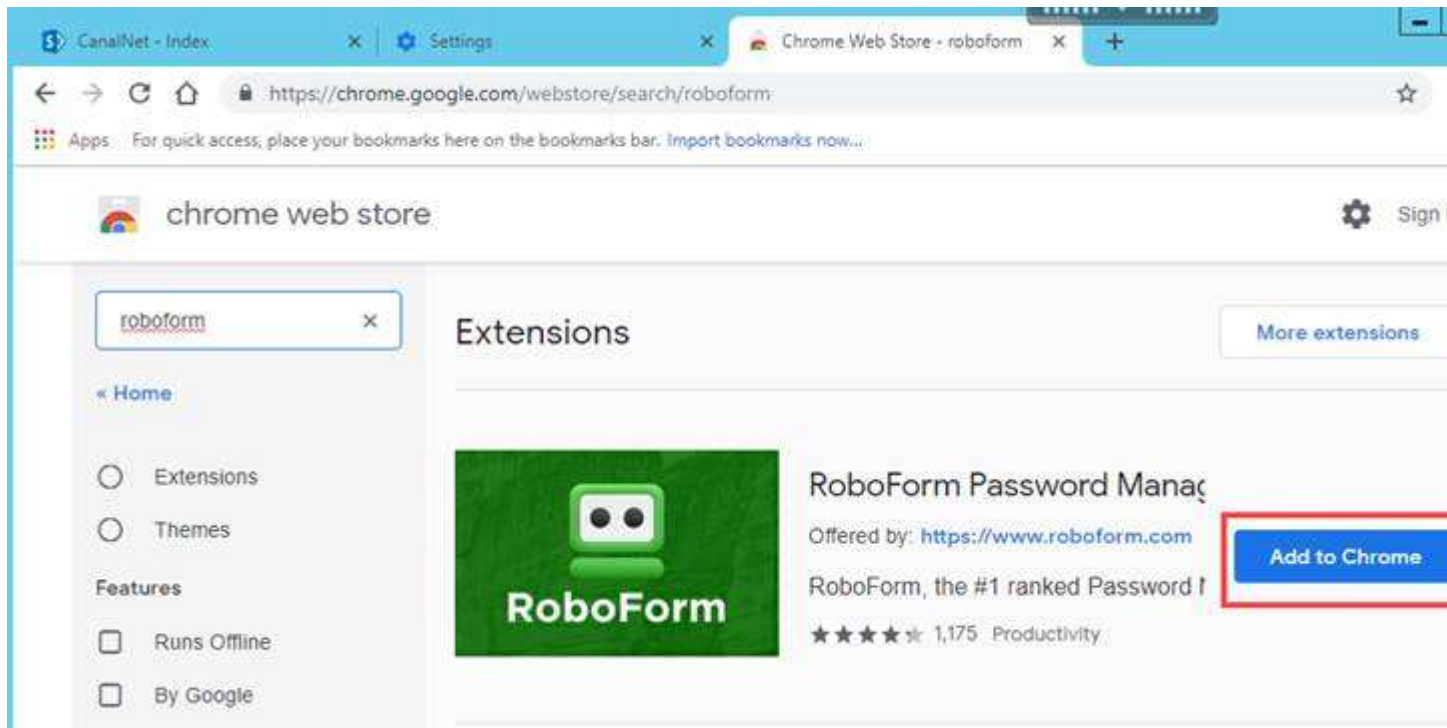 CanalNet - Index
Settings
Chrome Web Store - roboform
https://chrome.google.com/webstore/search/roboform
Apps For quick access, place your bookmarks here on the bookmarks bar. Import bookmarks now...
chrome web store
Sign
roboform
Extensions
More extensions
« Home
Extensions
Themes
Features
Runs Offline
By Google
RoboForm
RoboForm Password Manag
Offered by: https://www.roboform.com
RoboForm, the #1 ranked Password
1,175 Productivity
Add to Chrome